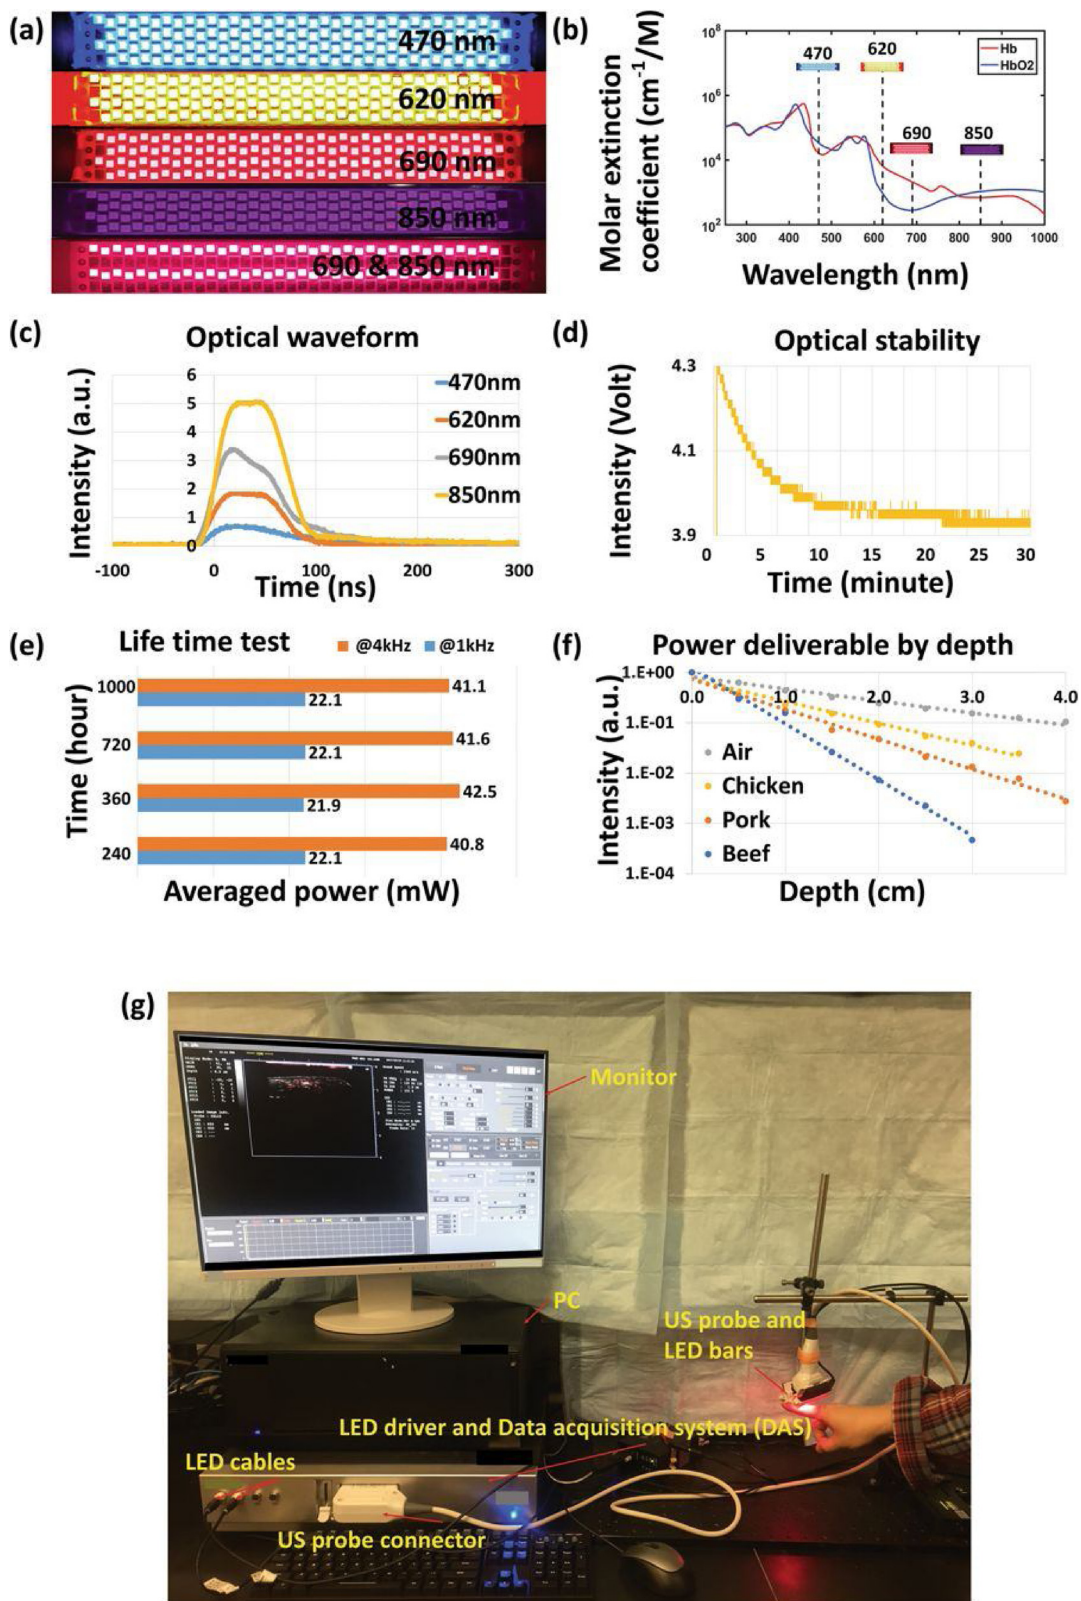 (a)
470 nm
620 nm
690 nm
850 nm
690 & 850 nm
(b)
Molar extinction
coefficient (cm⁻¹/M)
10⁸
10⁶
10⁴
10²
470
620
690
850
Hb
HbO2
300 400 500 600 700 800 900 1000
Wavelength (nm)
(c)
Optical waveform
Intensity (a.u.)
6
5
4
3
2
1
0
-100 0 100 200 300
Time (ns)
470nm
620nm
690nm
850nm
(d)
Optical stability
Intensity (Volt)
4.3
4.1
3.9
0 5 10 15 20 25 30
Time (minute)
(e)
Life time test
@4kHz @1kHz
Time (hour)
1000
41.1
22.1
720
41.6
22.1
360
42.5
21.9
240
40.8
22.1
Averaged power (mW)
(f)
Power deliverable by depth
Intensity (a.u.)
1.E+00
1.E-01
1.E-02
1.E-03
1.E-04
0.0 1.0 2.0 3.0 4.0
Air
Chicken
Pork
Beef
Depth (cm)
(g)
Monitor
PC
US probe and
LED bars
LED driver and Data acquisition system (DAS)
LED cables
US probe connector